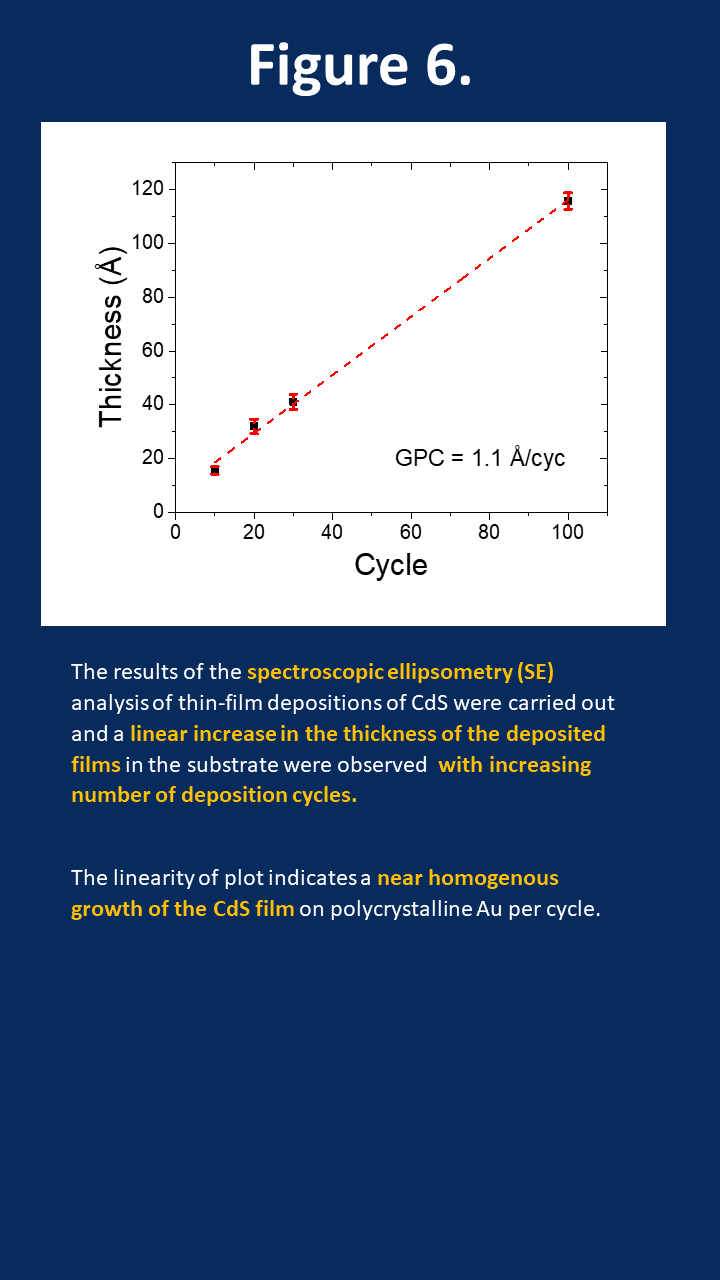 Figure 6.
120
100
80
60
40
20
0
Thickness (Å)
GPC = 1.1 Å/cyc
0 20 40 60 80 100
Cycle
The results of the spectroscopic ellipsometry (SE)
analysis of thin-film depositions of CdS were carried out
and a linear increase in the thickness of the deposited
films in the substrate were observed with increasing
number of deposition cycles.
The linearity of plot indicates a near homogenous
growth of the CdS film on polycrystalline Au per cycle.